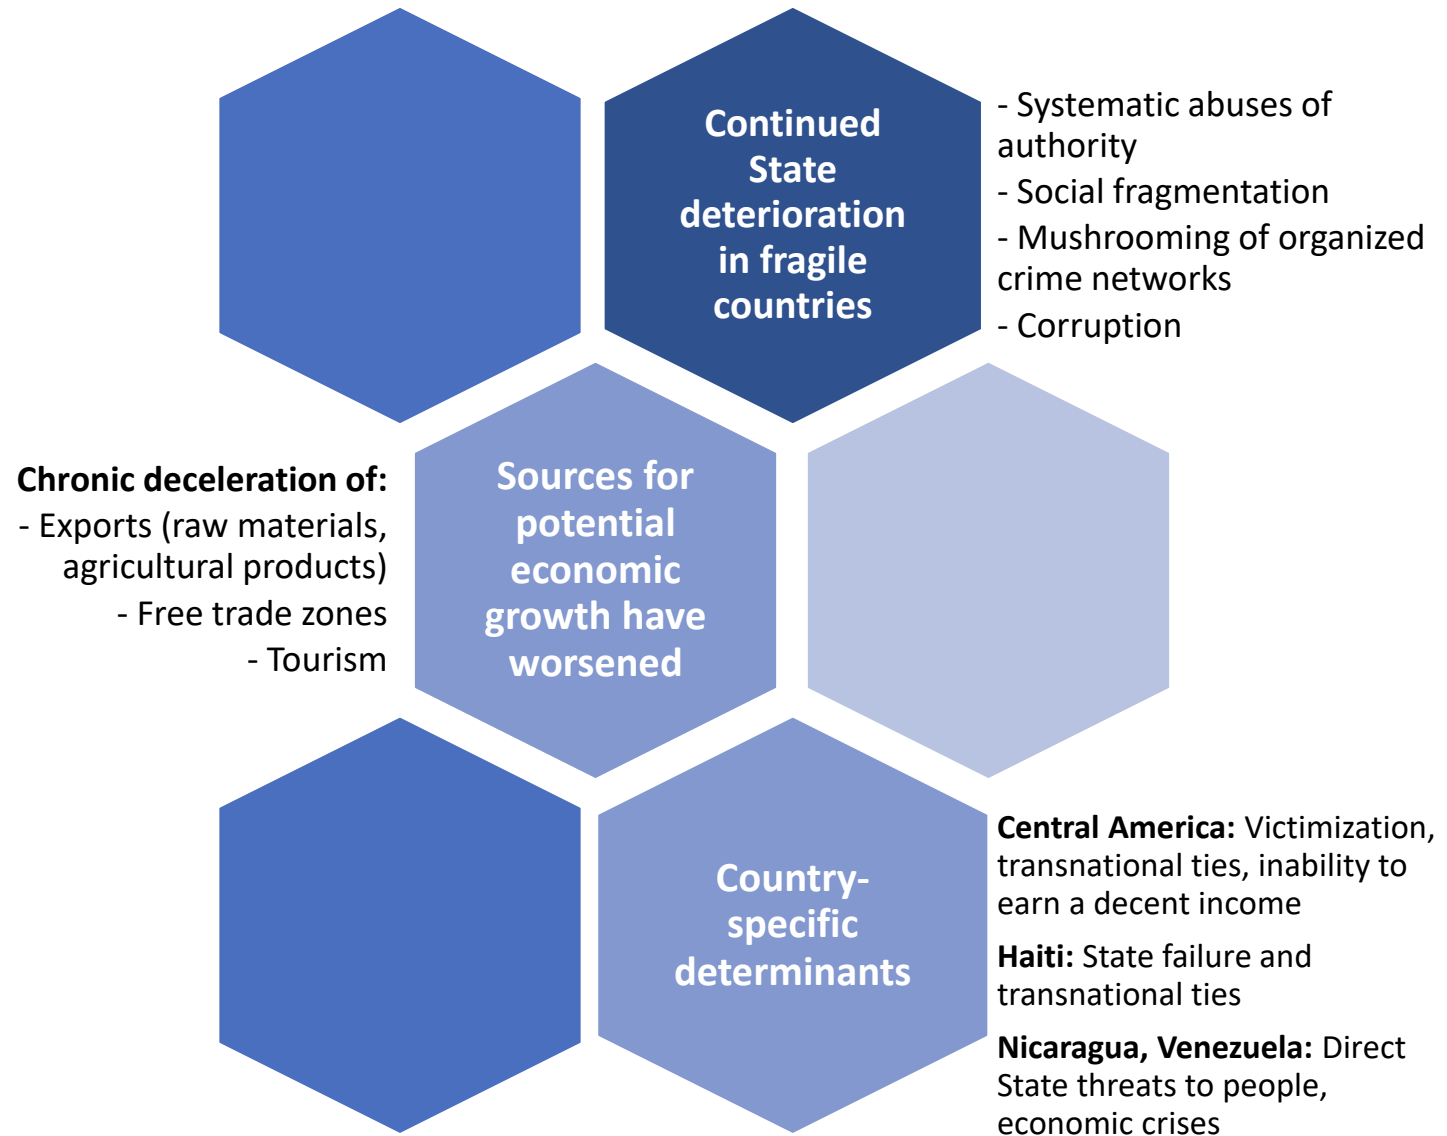 Continued
State
deterioration
in fragile
countries
- Systematic abuses of
authority
- Social fragmentation
- Mushrooming of organized
crime networks
- Corruption
Chronic deceleration of:
- Exports (raw materials,
agricultural products)
- Free trade zones
- Tourism
Sources for
potential
economic
growth have
worsened
Country-
specific
determinants
Central America: Victimization,
transnational ties, inability to
earn a decent income
Haiti: State failure and
transnational ties
Nicaragua, Venezuela: Direct
State threats to people,
economic crises